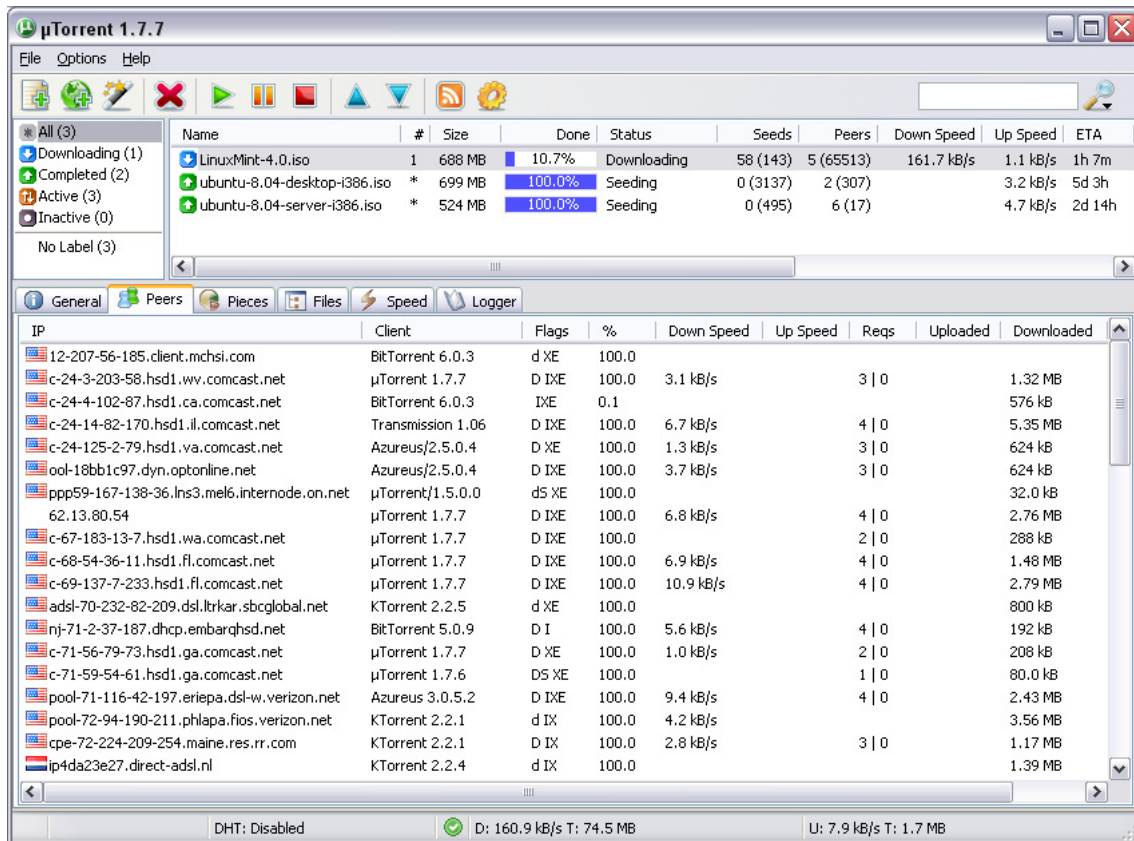 µTorrent 1.7.7
File Options Help
All (3)
Downloading (1)
Completed (2)
Active (3)
Inactive (0)
No Label (3)
Name # Size Done Status Seeds Peers Down Speed Up Speed ETA
LinuxMint-4.0.iso 1 688 MB 10.7% Downloading 58 (143) 5 (65513) 161.7 kB/s 1.1 kB/s 1h 7m
ubuntu-8.04-desktop-i386.iso * 699 MB 100.0% Seeding 0 (3137) 2 (307) 3.2 kB/s 5d 3h
ubuntu-8.04-server-i386.iso * 524 MB 100.0% Seeding 0 (495) 6 (17) 4.7 kB/s 2d 14h
General Peers Pieces Files Speed Logger
IP Client Flags % Down Speed Up Speed Reqs Uploaded Downloaded
12-207-56-185.client.mchsi.com BitTorrent 6.0.3 d XE 100.0
c-24-3-203-58.hsd1.wv.comcast.net µTorrent 1.7.7 D IXE 100.0 3.1 kB/s 3 | 0 1.32 MB
c-24-4-102-87.hsd1.ca.comcast.net BitTorrent 6.0.3 IXE 0.1 576 kB
c-24-14-82-170.hsd1.il.comcast.net Transmission 1.06 D IXE 100.0 6.7 kB/s 4 | 0 5.35 MB
c-24-125-2-79.hsd1.va.comcast.net Azureus/2.5.0.4 D XE 100.0 1.3 kB/s 3 | 0 624 kB
ool-18bb1c97.dyn.optonline.net Azureus/2.5.0.4 D IXE 100.0 3.7 kB/s 3 | 0 624 kB
ppp59-167-138-36.lns3.mel6.internode.on.net µTorrent/1.5.0.0 dS XE 100.0 32.0 kB
62.13.80.54 µTorrent 1.7.7 D IXE 100.0 6.8 kB/s 4 | 0 2.76 MB
c-67-183-13-7.hsd1.wa.comcast.net µTorrent 1.7.7 D IXE 100.0 2 | 0 288 kB
c-68-54-36-11.hsd1.fl.comcast.net µTorrent 1.7.7 D IXE 100.0 6.9 kB/s 4 | 0 1.48 MB
c-69-137-7-233.hsd1.fl.comcast.net µTorrent 1.7.7 D IXE 100.0 10.9 kB/s 4 | 0 2.79 MB
adsl-70-232-82-209.dsl.ltrkar.sbcglobal.net KTorrent 2.2.5 d XE 100.0 800 kB
nj-71-2-37-187.dhcp.embarqhsd.net BitTorrent 5.0.9 D I 100.0 5.6 kB/s 4 | 0 192 kB
c-71-56-79-73.hsd1.ga.comcast.net µTorrent 1.7.7 D XE 100.0 1.0 kB/s 2 | 0 208 kB
c-71-59-54-61.hsd1.ga.comcast.net µTorrent 1.7.6 DS XE 100.0 1 | 0 80.0 kB
pool-71-116-42-197.eriepa.dsl-w.verizon.net Azureus 3.0.5.2 D IXE 100.0 9.4 kB/s 4 | 0 2.43 MB
pool-72-94-190-211.phlapa.fios.verizon.net KTorrent 2.2.1 d IX 100.0 4.2 kB/s 3.56 MB
cpe-72-224-209-254.maine.res.rr.com KTorrent 2.2.1 D IX 100.0 2.8 kB/s 3 | 0 1.17 MB
ip4da23e27.direct-adsl.nl KTorrent 2.2.4 d IX 100.0 1.39 MB
DHT: Disabled D: 160.9 kB/s T: 74.5 MB U: 7.9 kB/s T: 1.7 MB